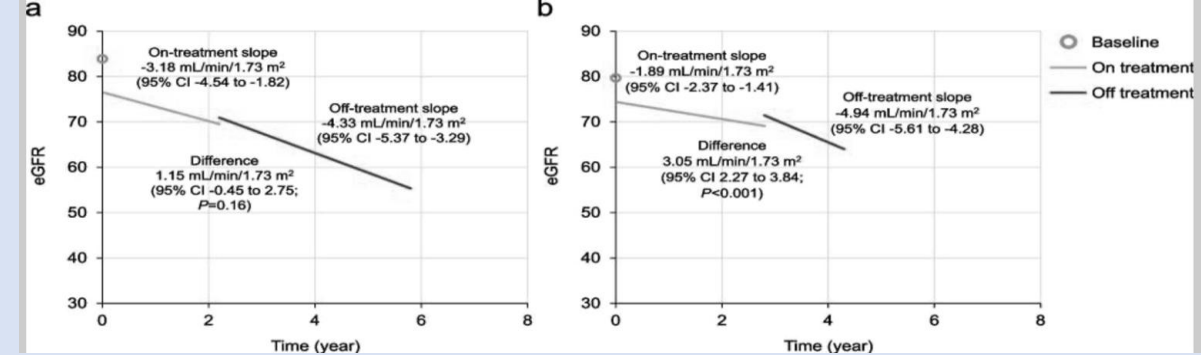 a
90
80
70
60
50
40
30
eGFR
On-treatment slope
-3.18 mL/min/1.73 m²
(95% CI -4.54 to -1.82)
Off-treatment slope
-4.33 mL/min/1.73 m²
(95% CI -5.37 to -3.29)
Difference
1.15 mL/min/1.73 m²
(95% CI -0.45 to 2.75;
P=0.16)
0 2 4 6 8
Time (year)
b
90
80
70
60
50
40
30
eGFR
On-treatment slope
-1.89 mL/min/1.73 m²
(95% CI -2.37 to -1.41)
Off-treatment slope
-4.94 mL/min/1.73 m²
(95% CI -5.61 to -4.28)
Difference
3.05 mL/min/1.73 m²
(95% CI 2.27 to 3.84;
P<0.001)
0 2 4 6 8
Time (year)
Baseline
On treatment
Off treatment